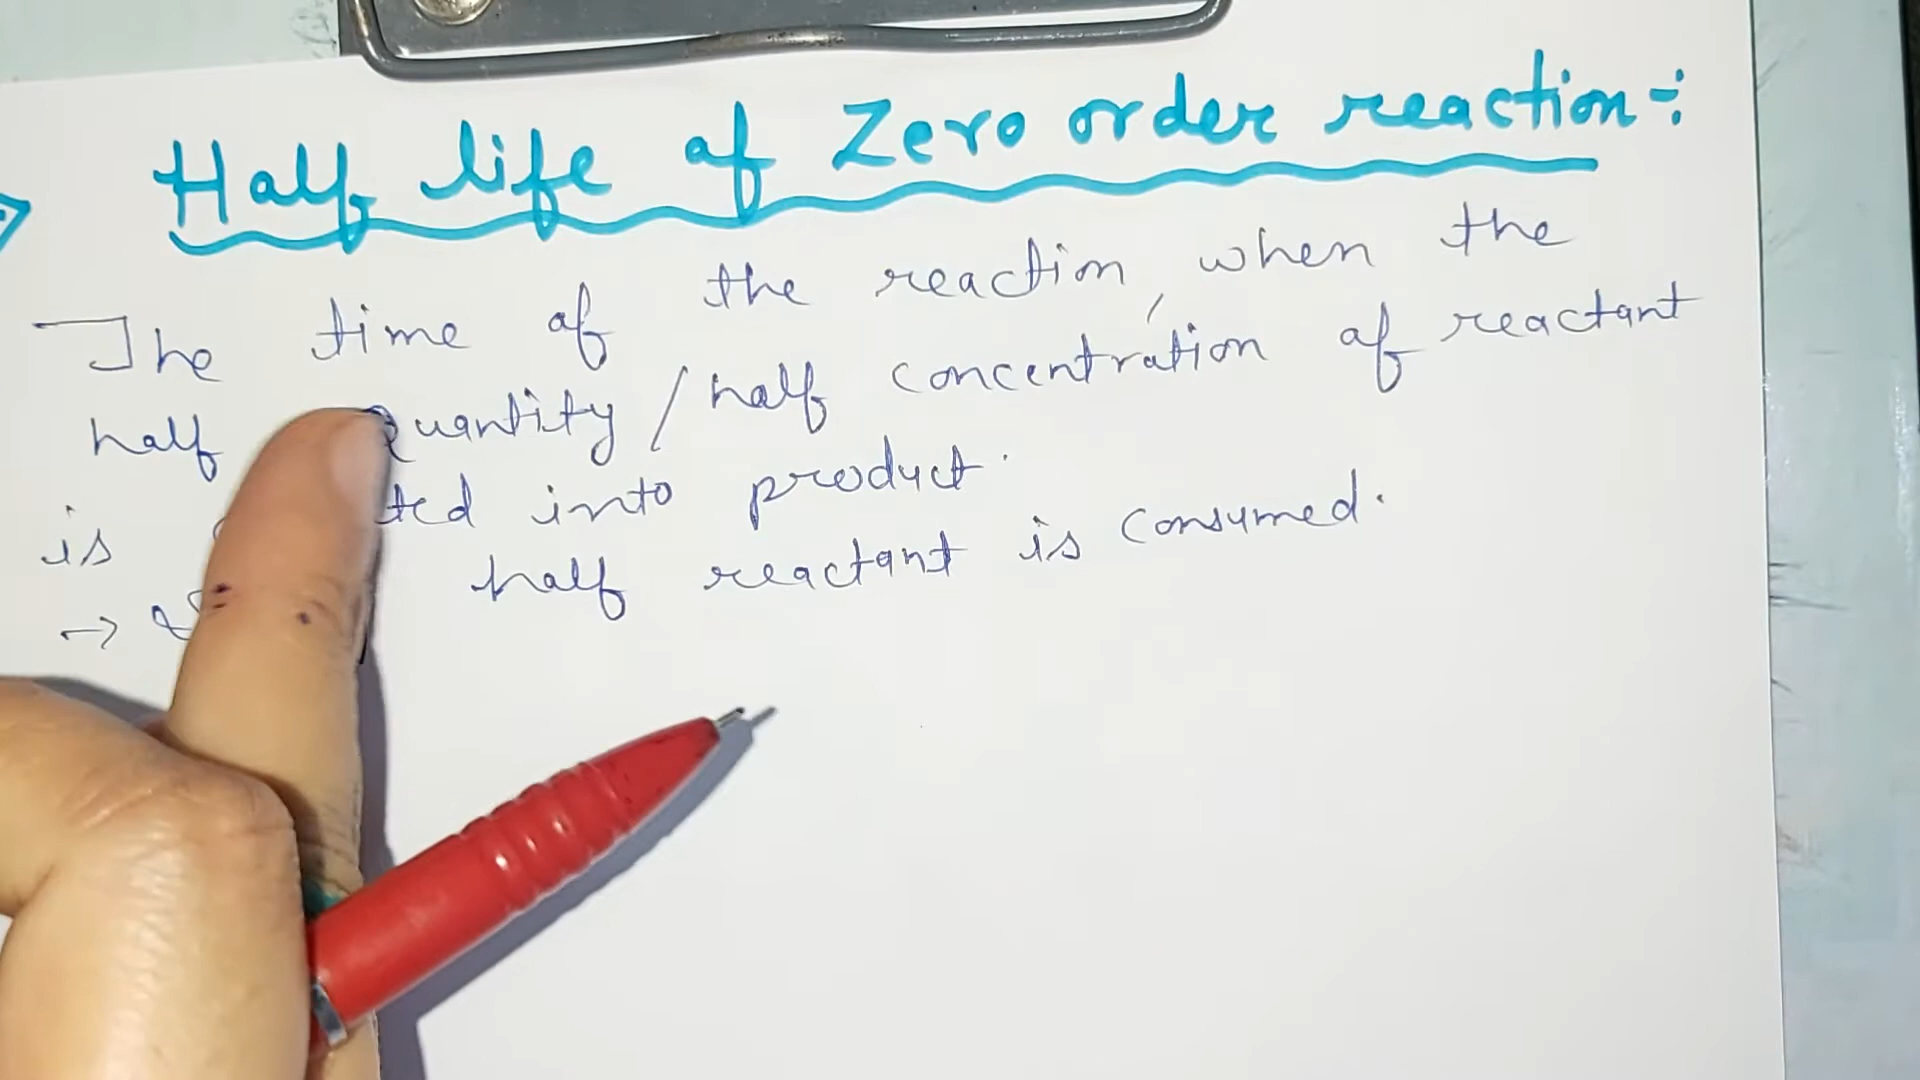 Half life of Zero order reaction :-
The time of the reaction, when the
half Quantity / half concentration of reactant
is into product.
→ half reactant is consumed.